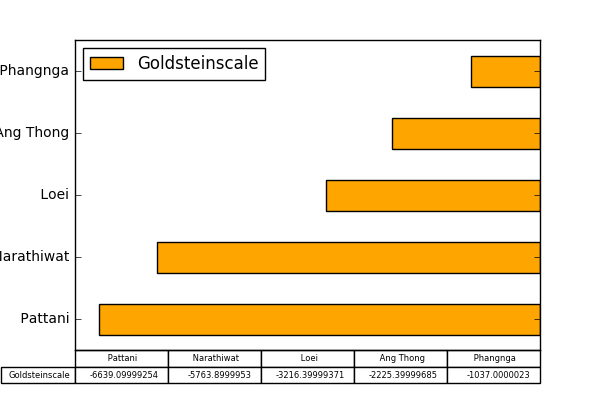 Goldsteinscale
Phangnga
Ang Thong
Loei
Narathiwat
Pattani
Pattani Narathiwat Loei Ang Thong Phangnga
Goldsteinscale -6639.09999254 -5763.8999953 -3216.39999371 -2225.39999685 -1037.0000023